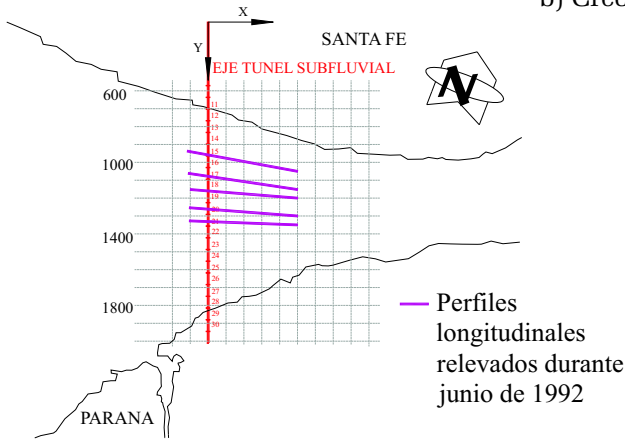 b) Crec
X
SANTA FE
Y
EJE TUNEL SUBFLUVIAL
N
600
11
12
13
14
15
16
1000
17
18
19
20
21
1400
22
23
24
25
26
27
1800
28
29
30
Perfiles
longitudinales
relevados durante
junio de 1992
PARANA